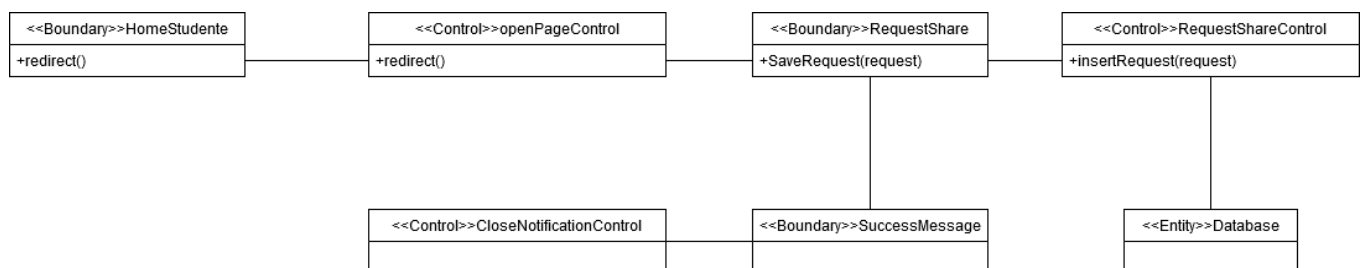 <<Boundary>>HomeStudente
+redirect()
<<Control>>openPageControl
+redirect()
<<Boundary>>RequestShare
+SaveRequest(request)
<<Control>>RequestShareControl
+insertRequest(request)
<<Control>>CloseNotificationControl
<<Boundary>>SuccessMessage
<<Entity>>Database